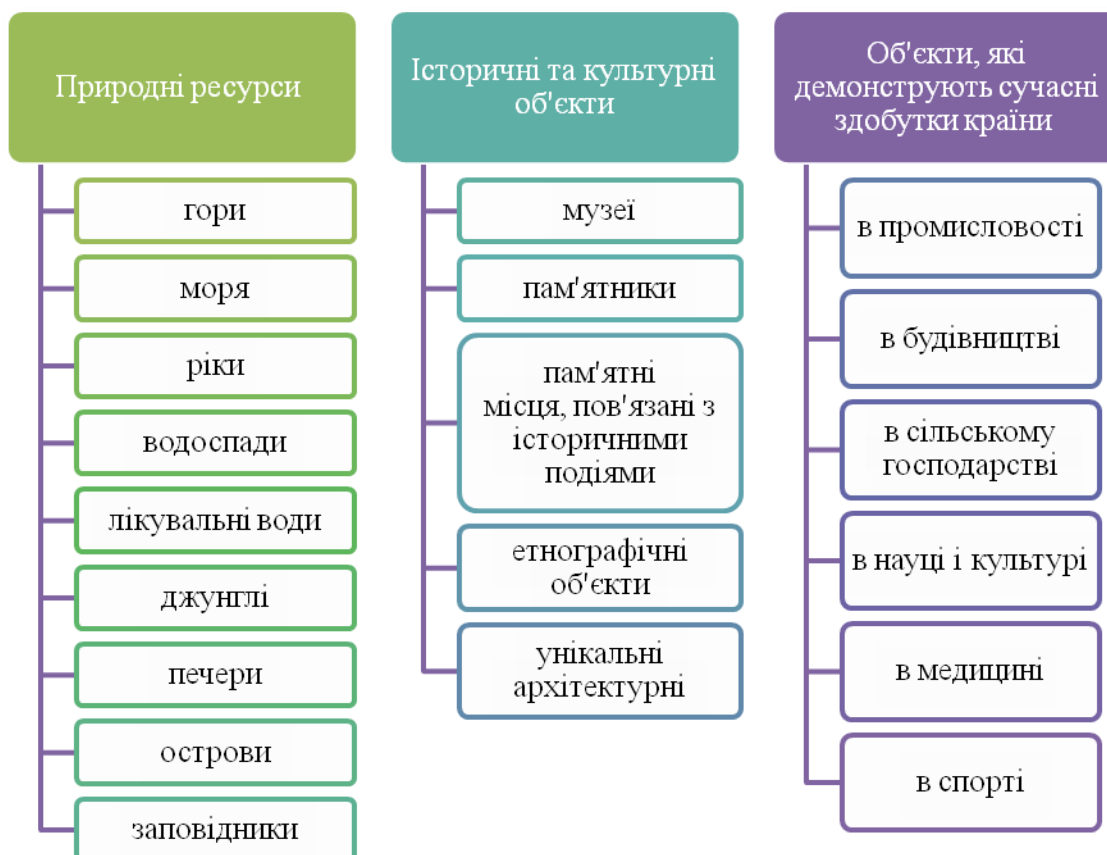 Природні ресурси
гори
моря
ріки
водоспади
лікувальні води
джунглі
печери
острови
заповідники
Історичні та культурні
об'єкти
музеї
пам'ятники
пам'ятні
місця, пов'язані з
історичними
подіями
етнографічні
об'єкти
унікальні
архітектурні
Об'єкти, які
демонструють сучасні
здобутки країни
в промисловості
в будівництві
в сільському
господарстві
в науці і культурі
в медицині
в спорті